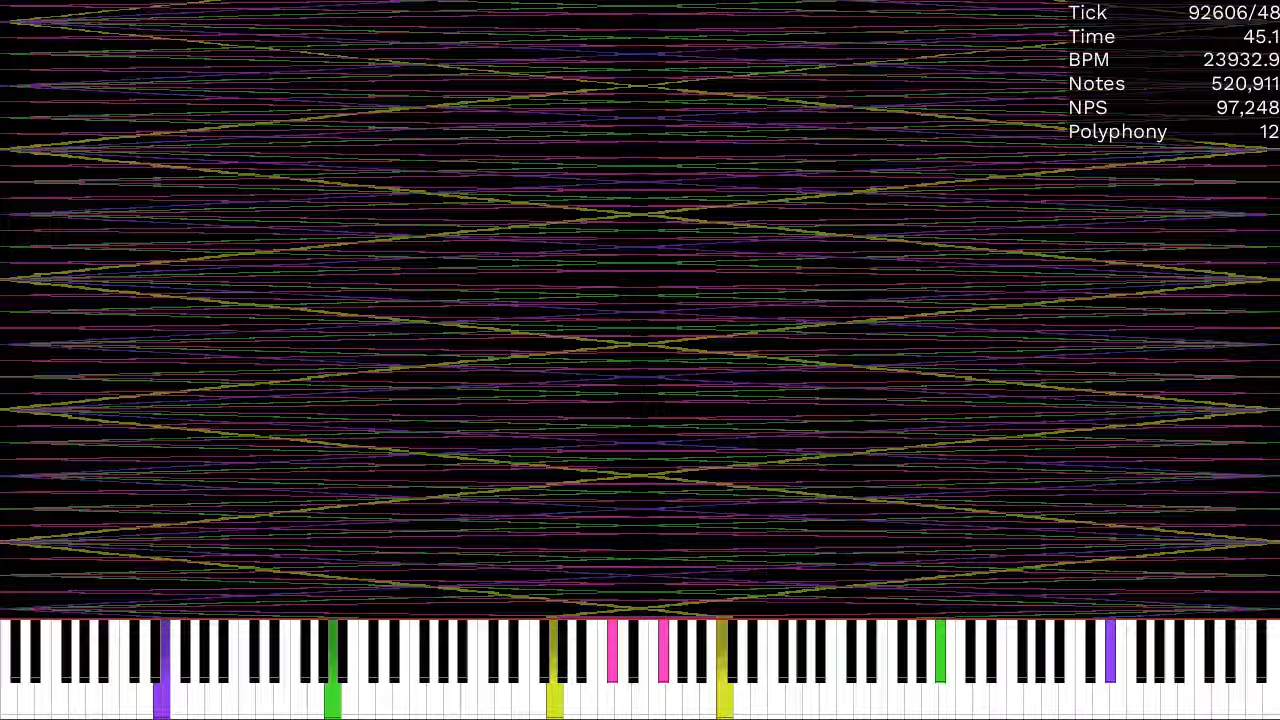 Tick 92606/48
Time 45.1
BPM 23932.9
Notes 520,911
NPS 97,248
Polyphony 12